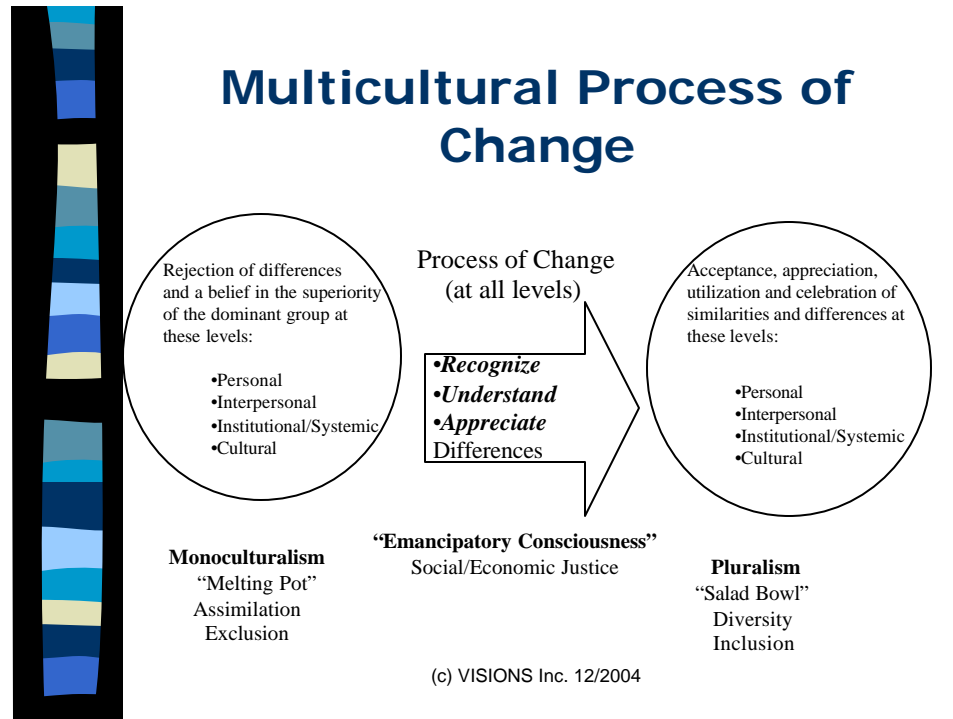 Multicultural Process of
Change
Rejection of differences
and a belief in the superiority
of the dominant group at
these levels:
•Personal
•Interpersonal
•Institutional/Systemic
•Cultural
Process of Change
(at all levels)
•Recognize
•Understand
•Appreciate
Differences
Acceptance, appreciation,
utilization and celebration of
similarities and differences at
these levels:
•Personal
•Interpersonal
•Institutional/Systemic
•Cultural
Monoculturalism
“Melting Pot”
Assimilation
Exclusion
“Emancipatory Consciousness”
Social/Economic Justice
Pluralism
“Salad Bowl”
Diversity
Inclusion
(c) VISIONS Inc. 12/2004